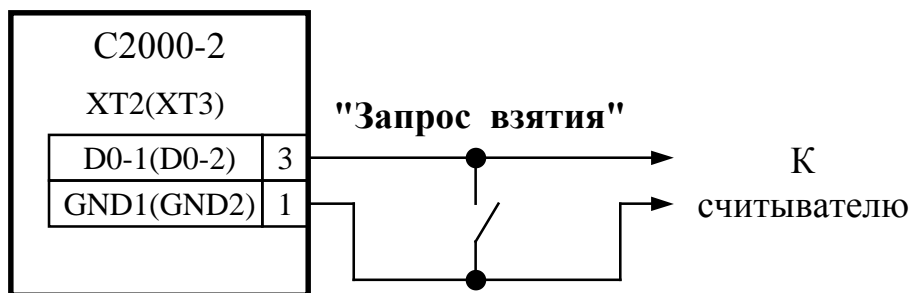 С2000-2
XT2(XT3)
"Запрос взятия"
D0-1(D0-2) 3
GND1(GND2) 1
К
считывателю